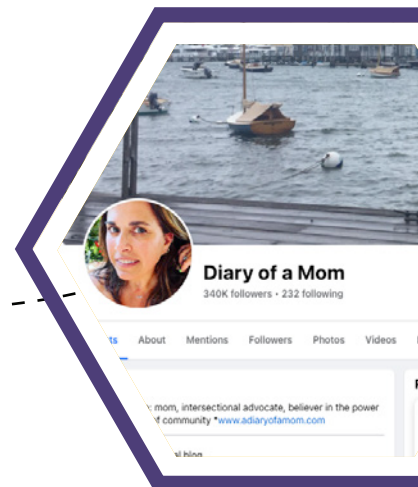 Diary of a Mom
340K followers • 232 following
About Mentions Followers Photos Videos
mom, intersectional advocate, believer in the power
of community *www.adiaryofamom.com
blog